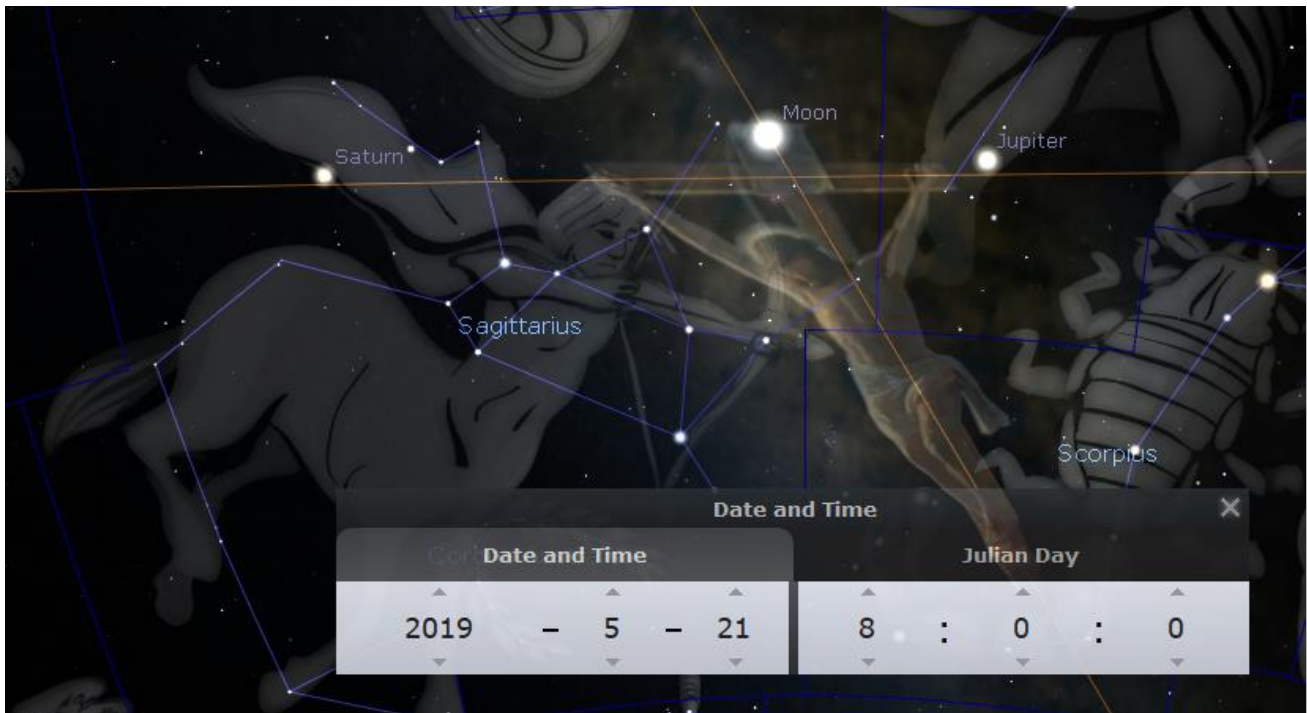 Moon
Jupiter
Saturn
Sagittarius
Scorpius
Date and Time
Date and Time Julian Day
2019 – 5 – 21 8 : 0 : 0